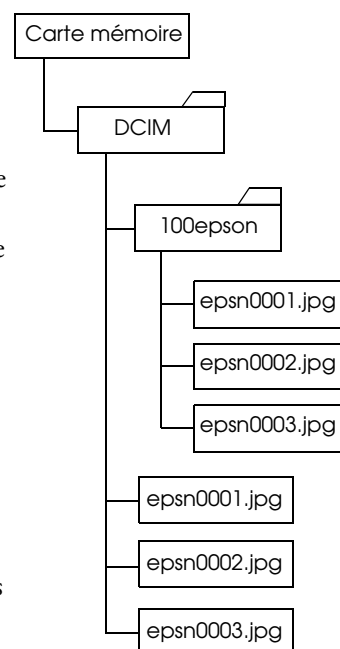 Carte mémoire
DCIM
e
100epson
e
epsn0001.jpg
epsn0002.jpg
epsn0003.jpg
epsn0001.jpg
epsn0002.jpg
s
epsn0003.jpg